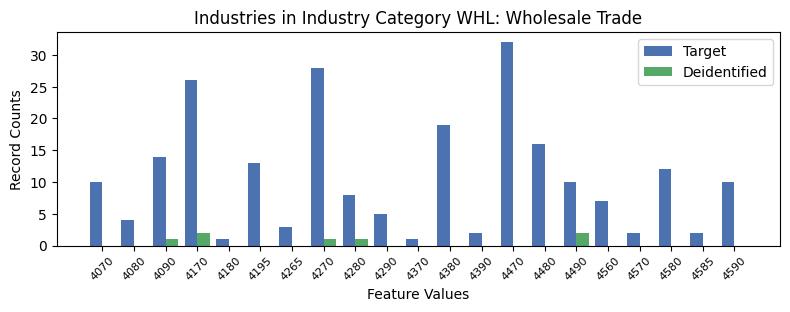 Industries in Industry Category WHL: Wholesale Trade
Target
Deidentified
Record Counts
30
25
20
15
10
5
0
4070 4080 4090 4170 4180 4195 4265 4270 4280 4290 4370 4380 4390 4470 4480 4490 4560 4570 4580 4585 4590
Feature Values